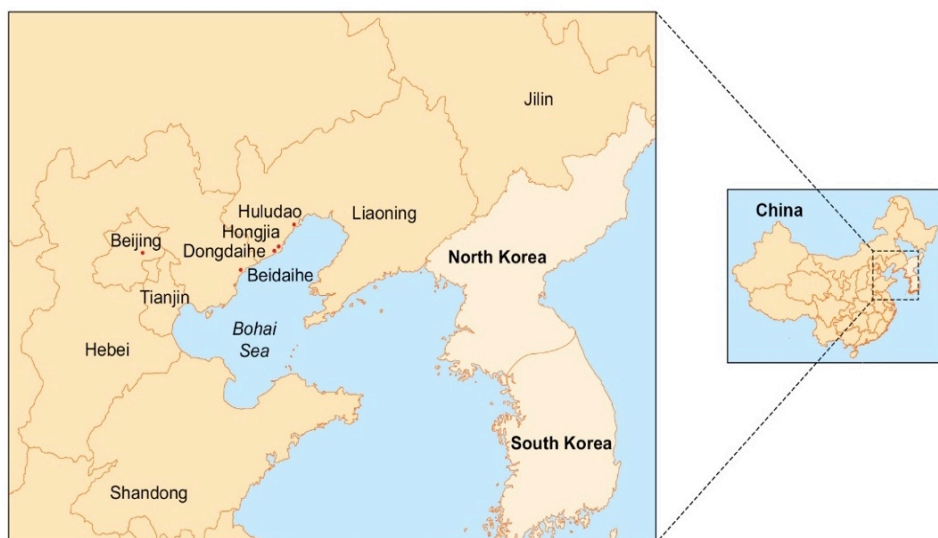 Jilin
Huludao
Liaoning
Hongjia
Beijing
Dongdaihe
North Korea
Beidaihe
Tianjin
Bohai
Sea
Hebei
South Korea
Shandong
China